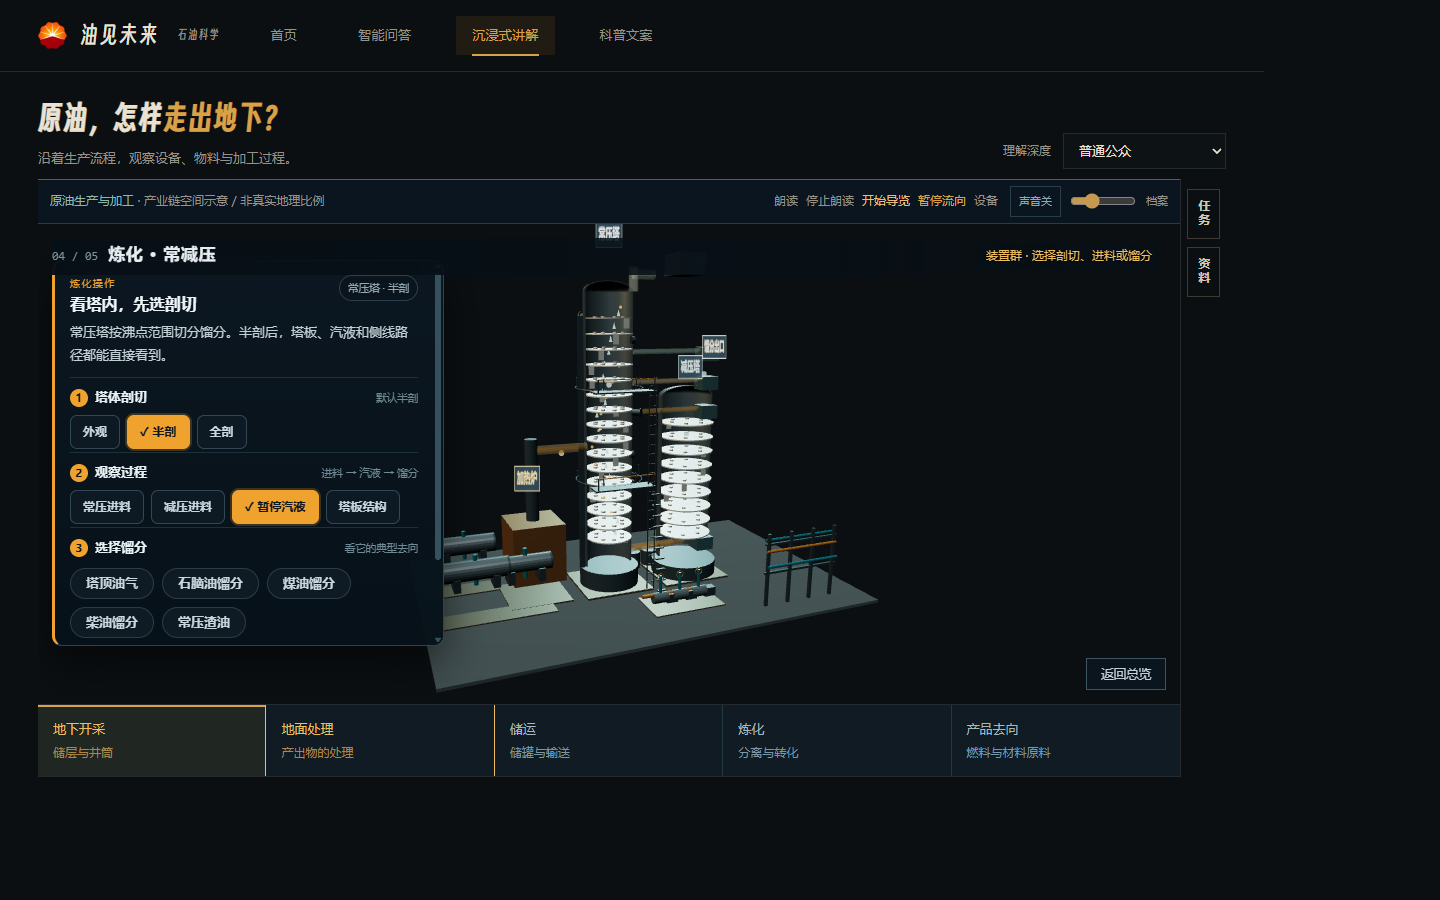 油见未来 石油科学 首页 智能问答 沉浸式讲解 科普文案
原油，怎样走出地下？
沿着生产流程，观察设备、物料与加工过程。
理解深度 普通公众
原油生产与加工 · 产业链空间示意 / 非真实地理比例
朗读 停止朗读 开始导览 暂停流向 设备 声音关 档案
任务
资料
04 / 05 炼化 · 常减压
装置群 · 选择剖切、进料或馏分
炼化操作
看塔内，先选剖切
常压塔 · 半剖
常压塔按沸点范围切分馏分。半剖后，塔板、汽液和侧线路
径都能直接看到。
1 塔体剖切 默认半剖
外观 ✓ 半剖 全剖
2 观察过程 进料 → 汽液 → 馏分
常压进料 减压进料 ✓ 暂停汽液 塔板结构
3 选择馏分 看它的典型去向
塔顶油气 石脑油馏分 煤油馏分
柴油馏分 常压渣油
常压塔
馏分出口
减压塔
加热炉
返回总览
地下开采 地面处理 储运 炼化 产品去向
储层与井筒 产出物的处理 储罐与输送 分离与转化 燃料与材料原料